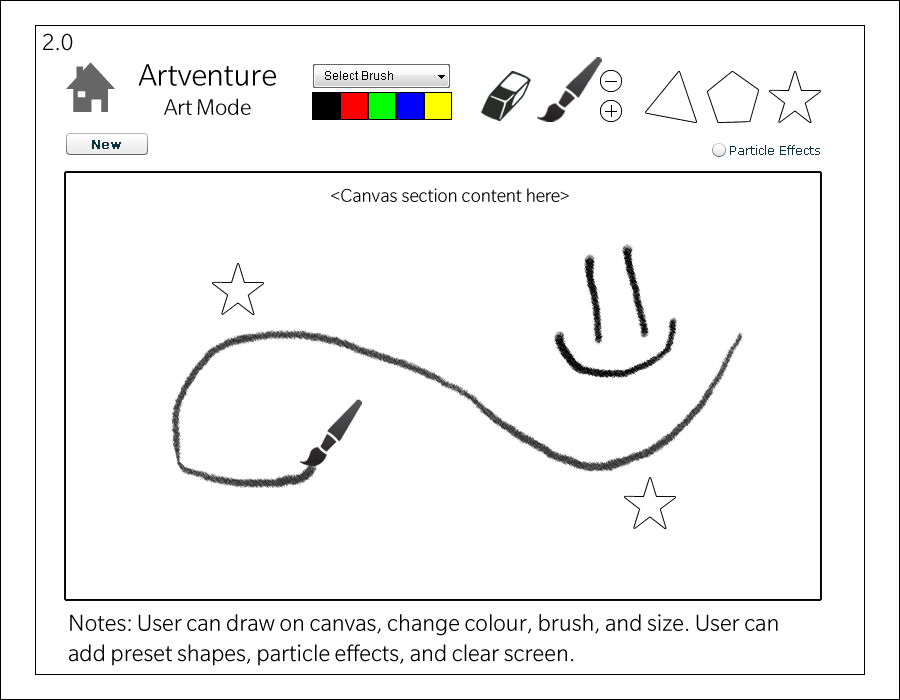 2.0
Artventure
Art Mode
Select Brush
New
Particle Effects
<Canvas section content here>
Notes: User can draw on canvas, change colour, brush, and size. User can
add preset shapes, particle effects, and clear screen.